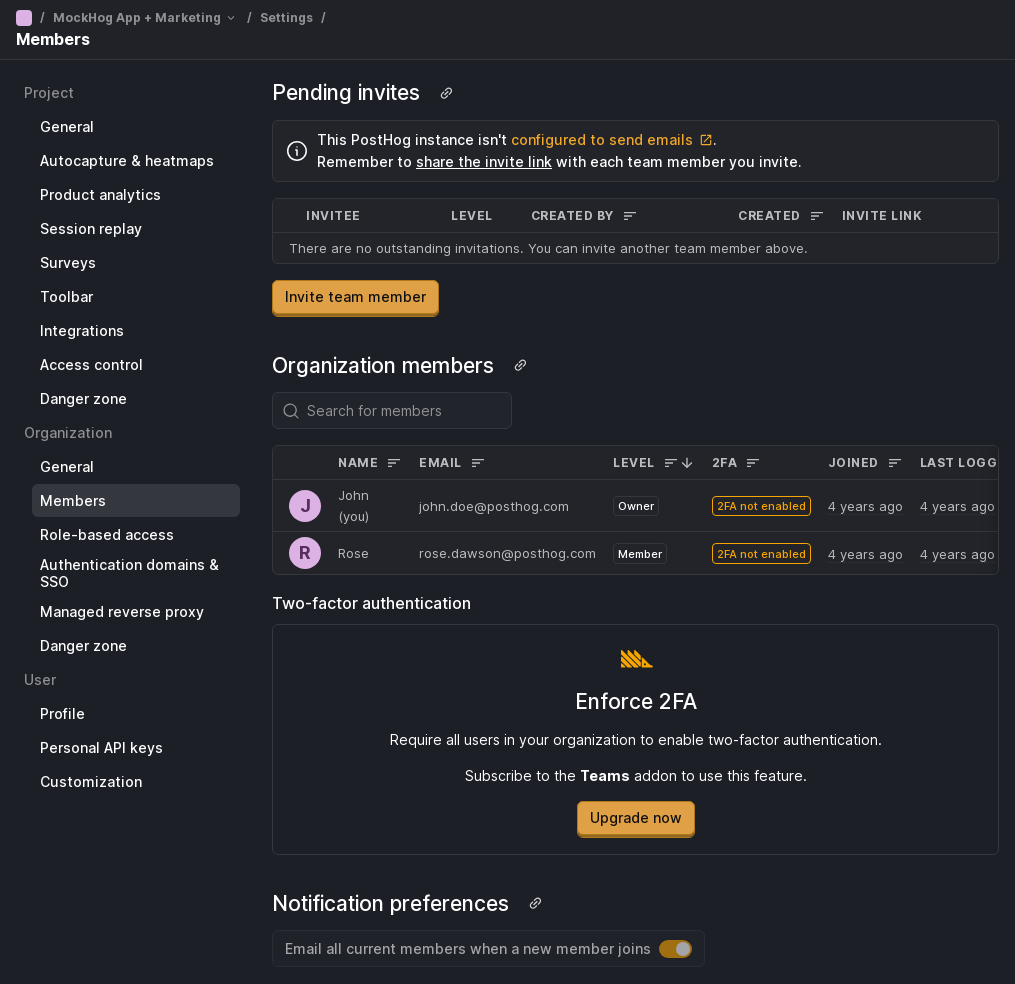 / MockHog App + Marketing / Settings /
Members
Project
General
Autocapture & heatmaps
Product analytics
Session replay
Surveys
Toolbar
Integrations
Access control
Danger zone
Organization
General
Members
Role-based access
Authentication domains &
SSO
Managed reverse proxy
Danger zone
User
Profile
Personal API keys
Customization
Pending invites
This PostHog instance isn't configured to send emails .
Remember to share the invite link with each team member you invite.
INVITEE LEVEL CREATED BY CREATED INVITE LINK
There are no outstanding invitations. You can invite another team member above.
Invite team member
Organization members
Search for members
NAME EMAIL LEVEL 2FA JOINED LAST LOGG
J John (you) john.doe@posthog.com Owner 2FA not enabled 4 years ago 4 years ago
R Rose rose.dawson@posthog.com Member 2FA not enabled 4 years ago 4 years ago
Two-factor authentication
Enforce 2FA
Require all users in your organization to enable two-factor authentication.
Subscribe to the Teams addon to use this feature.
Upgrade now
Notification preferences
Email all current members when a new member joins